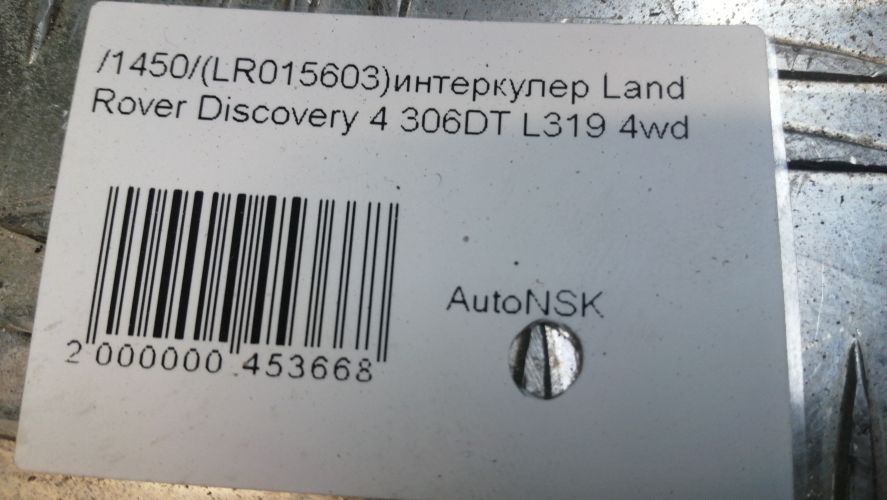 /1450/(LR015603)интеркулер Land
Rover Discovery 4 306DT L319 4wd
AutoNSK
2 000000 453668